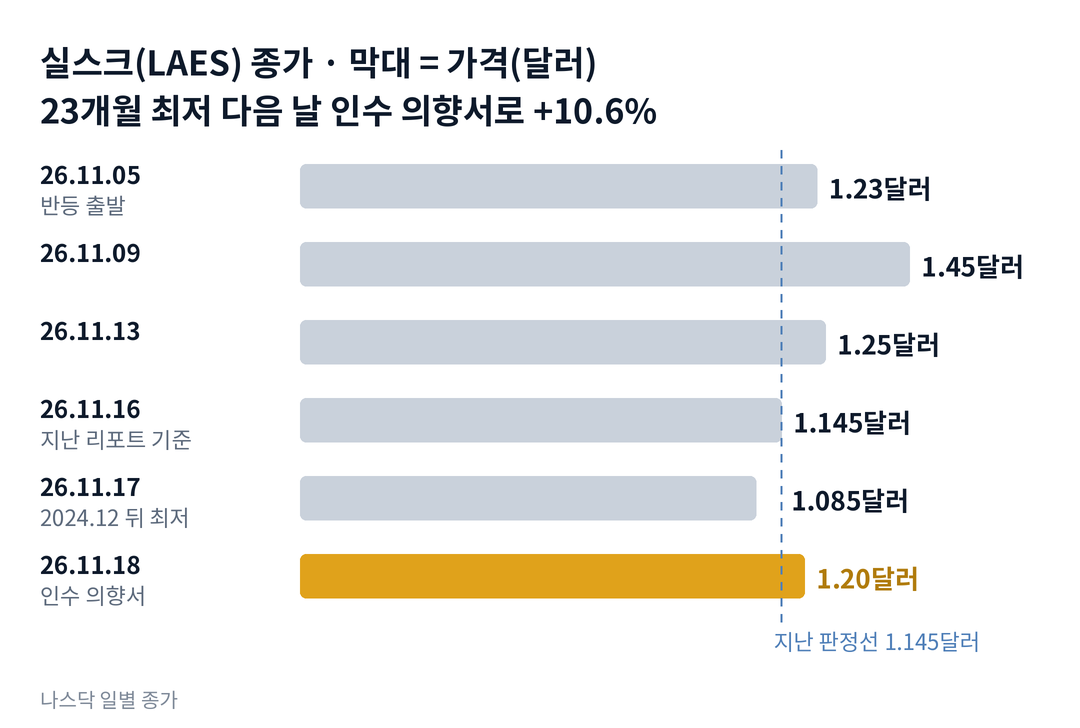 실스크(LAES) 종가 · 막대 = 가격(달러)
23개월 최저 다음 날 인수 의향서로 +10.6%
26.11.05
반등 출발
1.23달러
26.11.09
1.45달러
26.11.13
1.25달러
26.11.16
지난 리포트 기준
1.145달러
26.11.17
2024.12 뒤 최저
1.085달러
26.11.18
인수 의향서
1.20달러
지난 판정선 1.145달러
나스닥 일별 종가